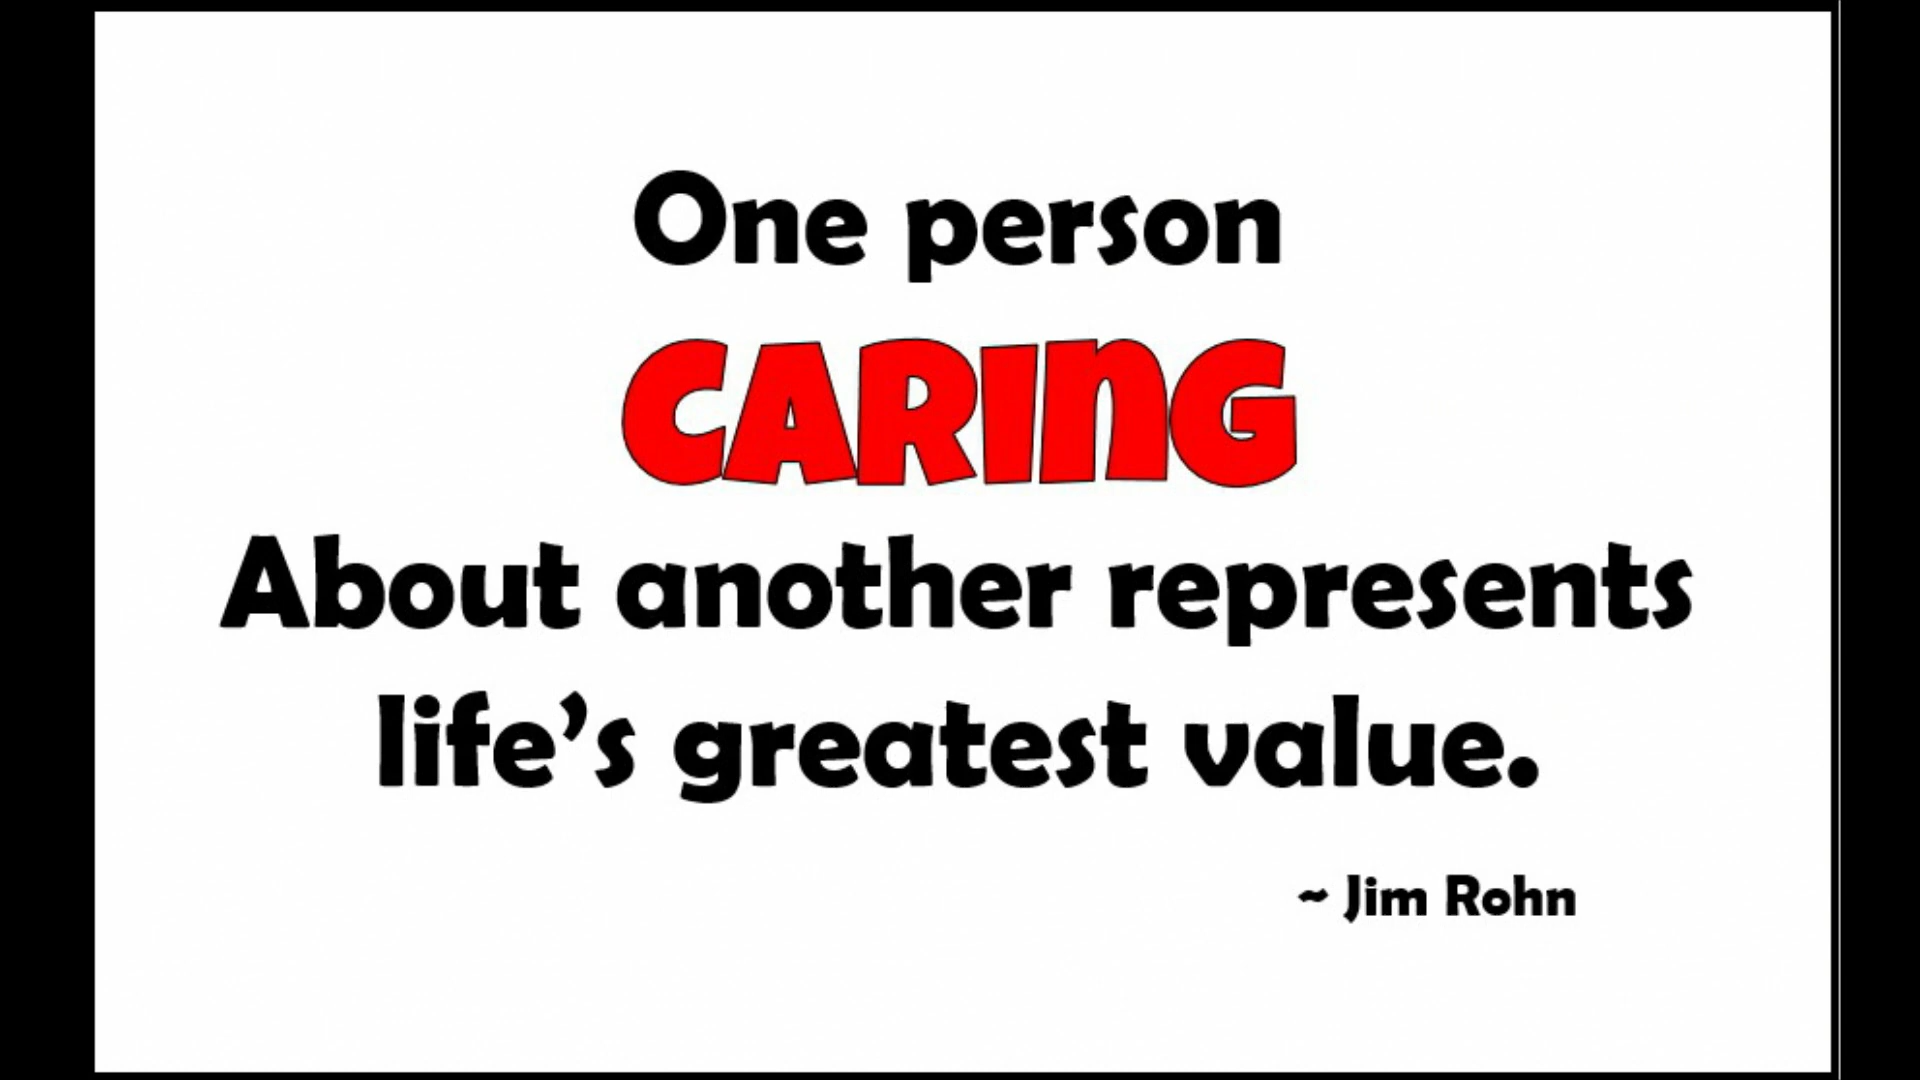 One person
CARInG
About another represents
life’s greatest value.
~ Jim Rohn